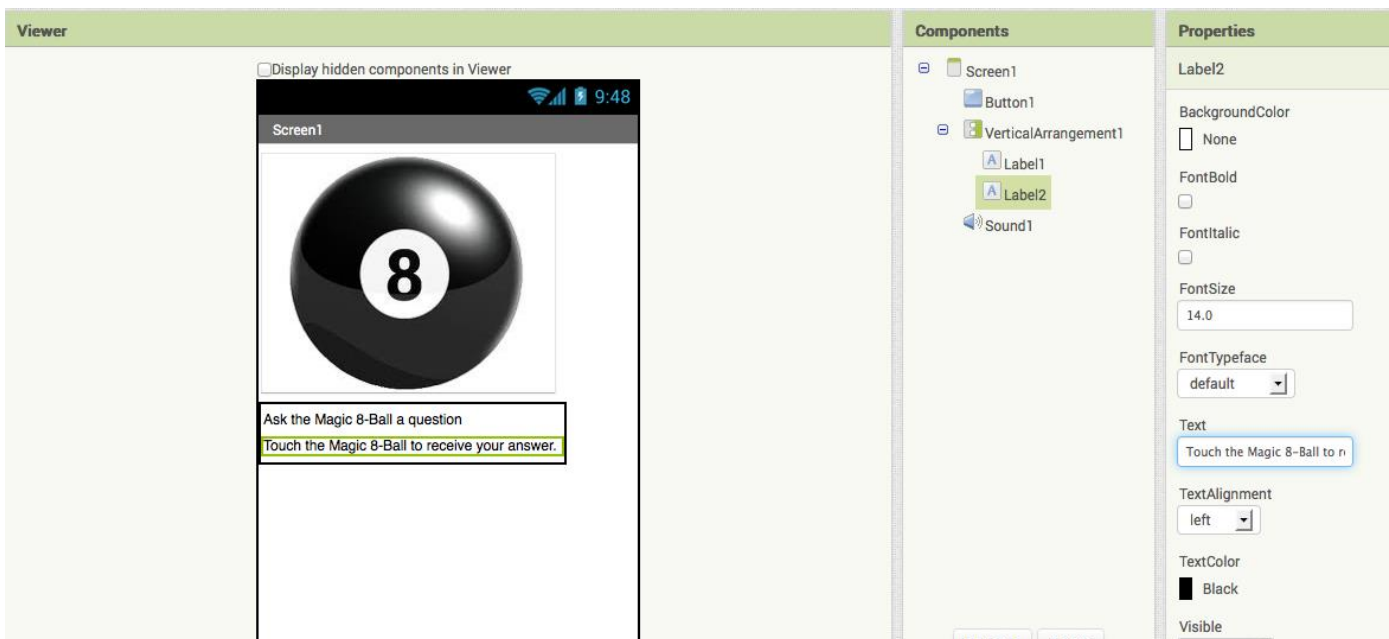 Viewer
Display hidden components in Viewer
9:48
Screen1
8
Ask the Magic 8-Ball a question
Touch the Magic 8-Ball to receive your answer.
Components
Screen1
Button1
VerticalArrangement1
A Label1
A Label2
Sound1
Properties
Label2
BackgroundColor
None
FontBold
FontItalic
FontSize
14.0
FontTypeface
default
Text
Touch the Magic 8-Ball to r
TextAlignment
left
TextColor
Black
Visible